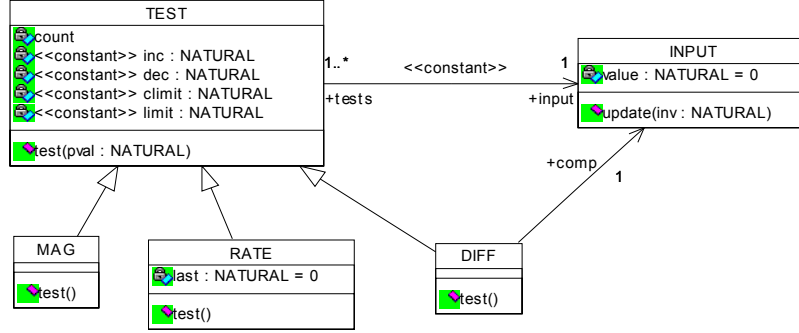 TEST
count
<<constant>> inc : NATURAL
<<constant>> dec : NATURAL
<<constant>> climit : NATURAL
<<constant>> limit : NATURAL
test(pval : NATURAL)
1..*
<<constant>>
1
+tests
+input
INPUT
value : NATURAL = 0
update(inv : NATURAL)
+comp
1
MAG
test()
RATE
last : NATURAL = 0
test()
DIFF
test()